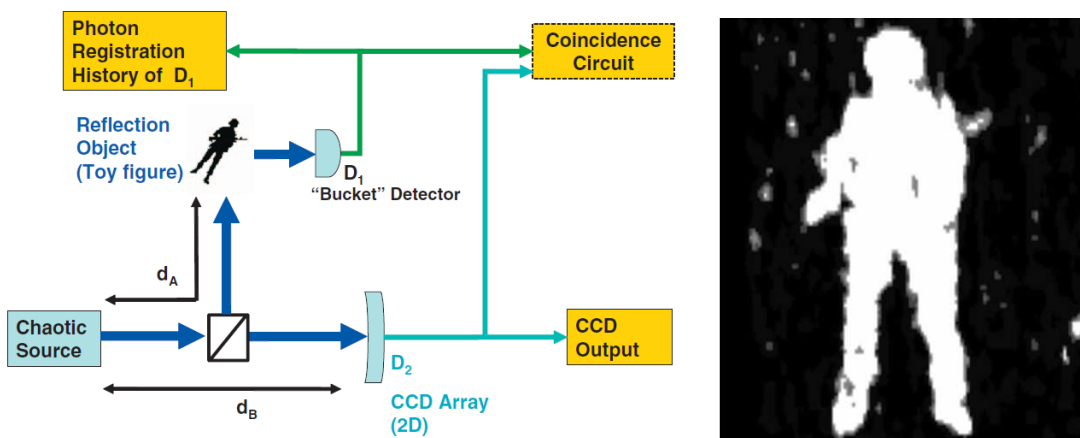 Photon
Registration
History of D1
Coincidence
Circuit
Reflection
Object
(Toy figure)
D1
"Bucket" Detector
dA
Chaotic
Source
D2
CCD
Output
dB
CCD Array
(2D)